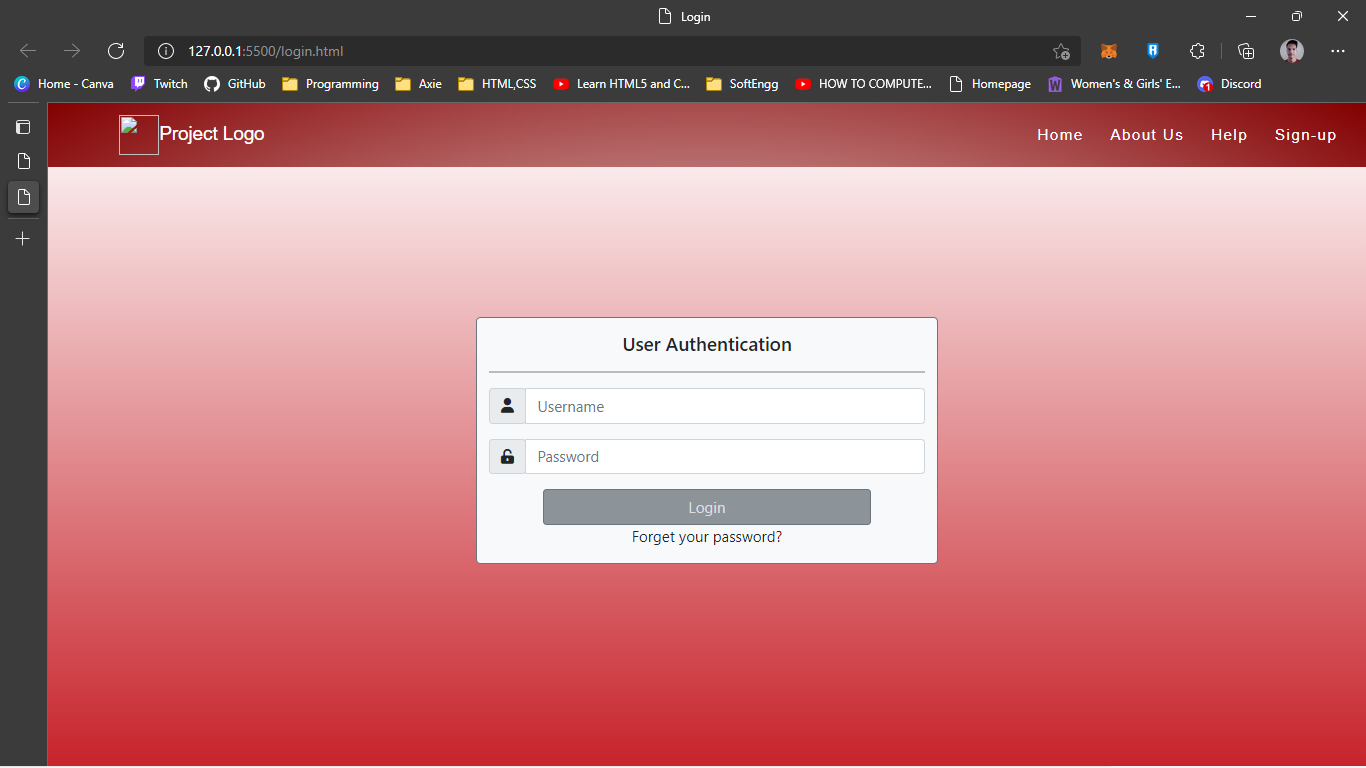 Login
127.0.0.1:5500/login.html
Home - Canva Twitch GitHub Programming Axie HTML,CSS Learn HTML5 and C... SoftEngg HOW TO COMPUTE... Homepage Women's & Girls' E... Discord
Project Logo Home About Us Help Sign-up
User Authentication
Username
Password
Login
Forget your password?